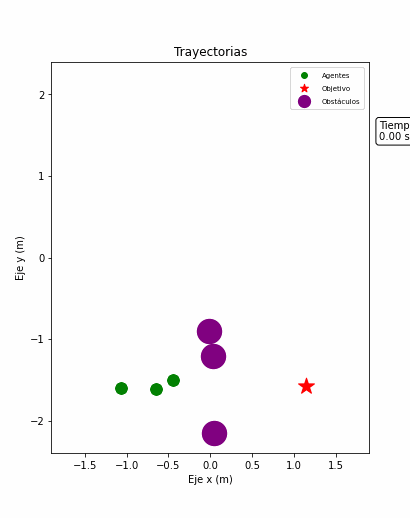 Trayectorias
Agentes
Objetivo
Obstáculos
2
1
0
−1
−2
Eje y (m)
−1.5 −1.0 −0.5 0.0 0.5 1.0 1.5
Eje x (m)
Tiemp
0.00 s